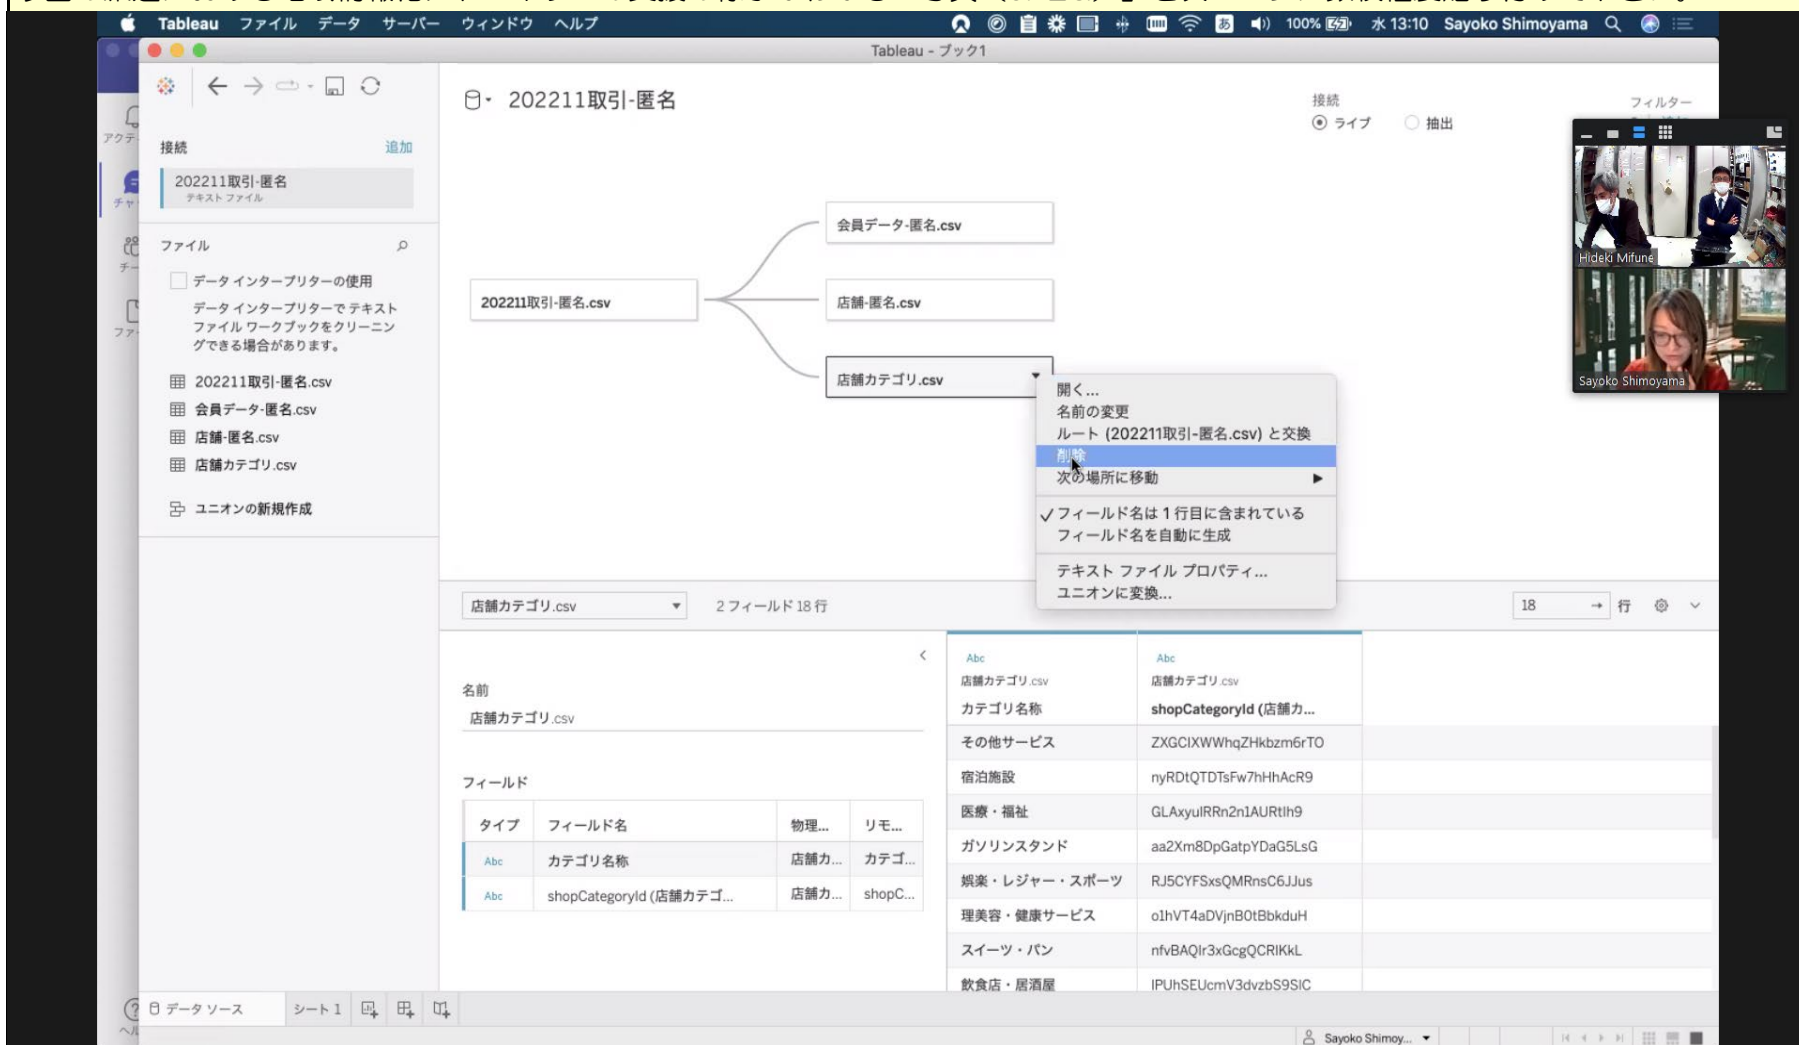 Tableau ファイル データ サーバー ウィンドウ ヘルプ
100% 水 13:10 Sayoko Shimoyama
Tableau - ブック1
202211取引-匿名
接続
ライブ 抽出
フィルター
アクティ
チャ
チー
ファ
接続 追加
202211取引-匿名
テキスト ファイル
ファイル
データ インタープリターの使用
データ インタープリターで テキスト
ファイル ワークブックをクリーニン
グできる場合があります。
202211取引-匿名.csv
会員データ-匿名.csv
店舗-匿名.csv
店舗カテゴリ.csv
ユニオンの新規作成
202211取引-匿名.csv
会員データ-匿名.csv
店舗-匿名.csv
店舗カテゴリ.csv
開く...
名前の変更
ルート (202211取引-匿名.csv) と交換
削除
次の場所に移動
フィールド名は 1 行目に含まれている
フィールド名を自動に生成
テキスト ファイル プロパティ...
ユニオンに変換...
Hideki Mifune
Sayoko Shimoyama
店舗カテゴリ.csv
2 フィールド 18 行
18 → 行
名前
店舗カテゴリ.csv
フィールド
タイプ フィールド名 物理... リモ...
Abc カテゴリ名称 店舗カ... カテゴ...
Abc shopCategoryId (店舗カテゴ... 店舗カ... shopC...
Abc Abc
店舗カテゴリ.csv 店舗カテゴリ.csv
カテゴリ名称 shopCategoryId (店舗カ...
その他サービス ZXGCIXWWhqZHkbzm6rTO
宿泊施設 nyRDtQTDTsFw7hHhAcR9
医療・福祉 GLAxyuIRRn2n1AURtIh9
ガソリンスタンド aa2Xm8DpGatpYDaG5LsG
娯楽・レジャー・スポーツ RJ5CYFSxsQMRnsC6JJus
理美容・健康サービス o1hVT4aDVjnB0tBbkduH
スイーツ・パン nfvBAQIr3xGcgQCRIKkL
飲食店・居酒屋 IPUhSEUcmV3dvzbS9SIC
データ ソース シート 1
ヘル
Sayoko Shimoy...